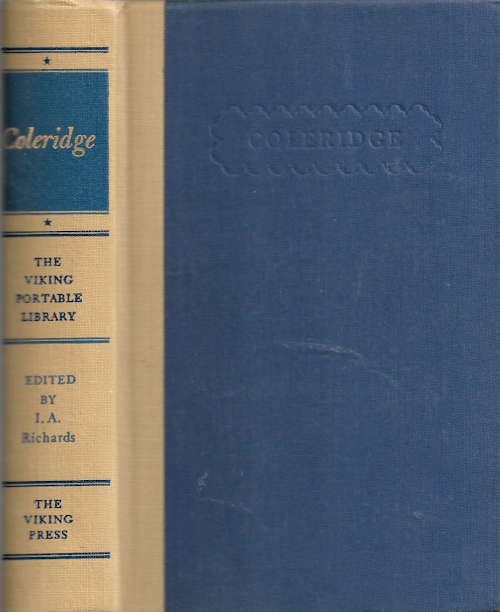 Coleridge
THE
VIKING
PORTABLE
LIBRARY
EDITED
BY
I. A.
Richards
THE
VIKING
PRESS
COLERIDGE